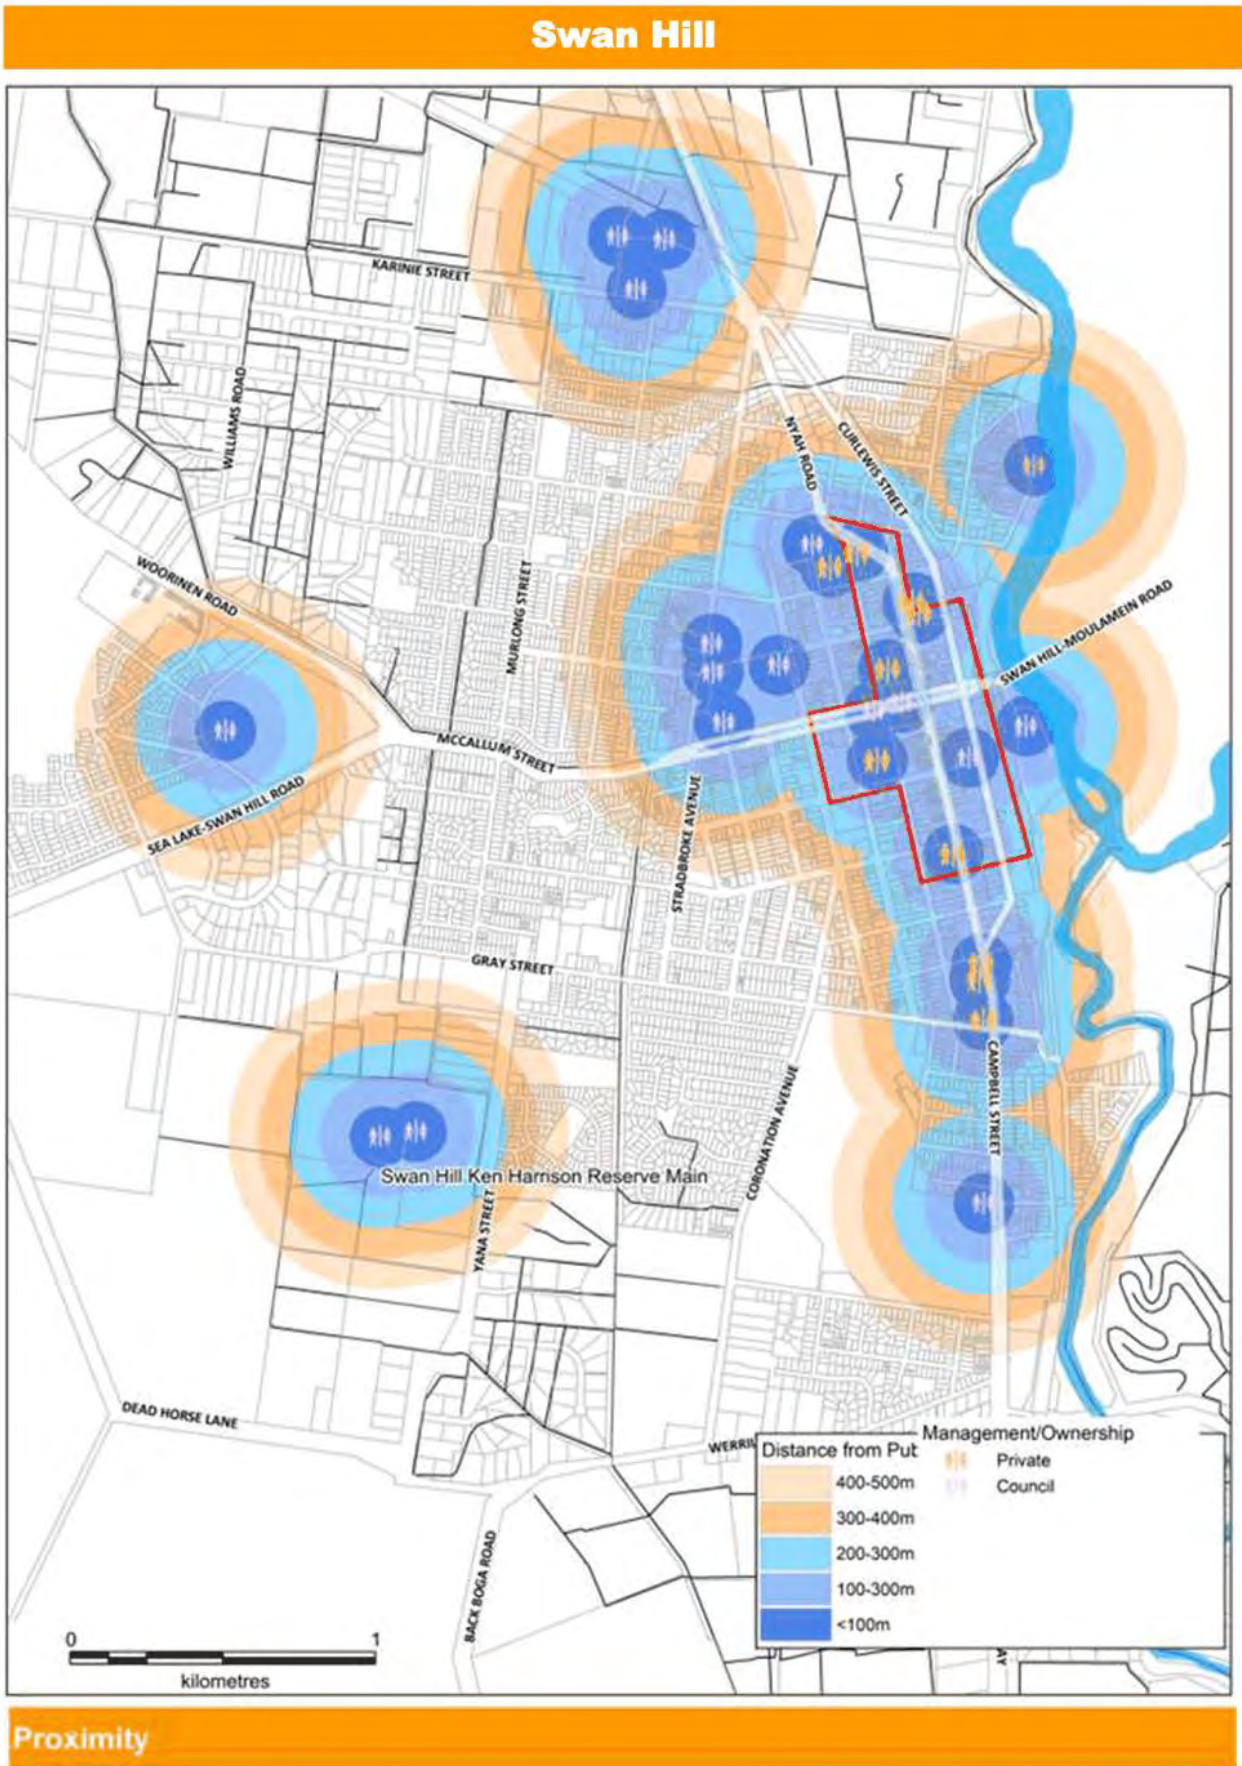 Swan Hill
KARINIE STREET
WILLIAMS ROAD
NYAH ROAD
CURLEWIS STREET
WOORINEN ROAD
MURLONG STREET
SWAN HILL-MOULAMEIN ROAD
MCCALLUM STREET
SEA LAKE-SWAN HILL ROAD
STRADBROKE AVENUE
GRAY STREET
CAMPBELL STREET
CORONATION AVENUE
Swan Hill Ken Harrison Reserve Main
YANA STREET
DEAD HORSE LANE
WERRI
BACK BOGA ROAD
Management/Ownership
Distance from Put
Private
Council
400-500m
300-400m
200-300m
100-300m
<100m
0 1
kilometres
AY
Proximity